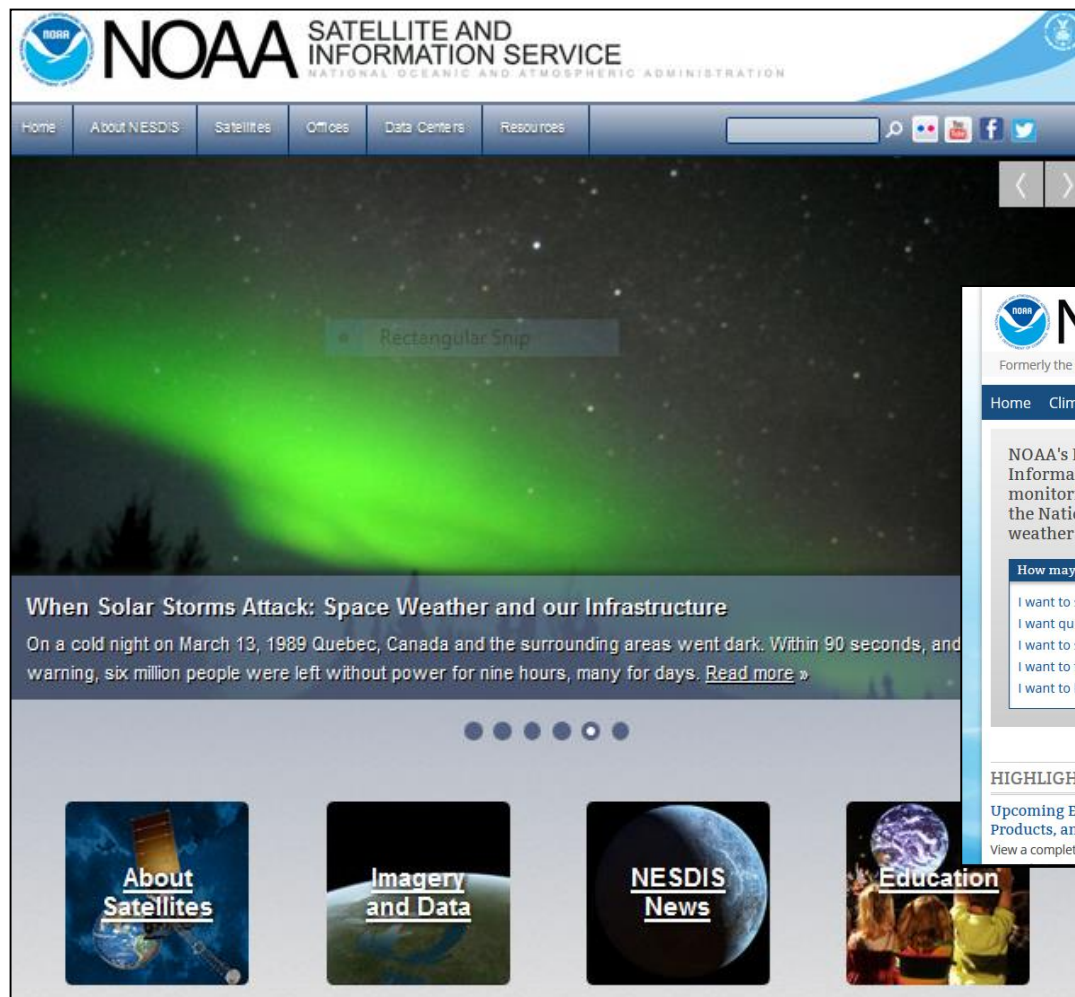 NOAA
NOAA SATELLITE AND
INFORMATION SERVICE
NATIONAL OCEANIC AND ATMOSPHERIC ADMINISTRATION
Home About NESDIS Satellites Offices Data Centers Resources
Rectangular Snip
When Solar Storms Attack: Space Weather and our Infrastructure
On a cold night on March 13, 1989 Quebec, Canada and the surrounding areas went dark. Within 90 seconds, and
warning, six million people were left without power for nine hours, many for days. Read more »
About
Satellites
Imagery
and Data
NESDIS
News
Education
NOAA
Formerly the
Home Clim
NOAA's
Informa
monitor
the Natio
weather
How may
I want to
I want qu
I want to
I want to
I want to
HIGHLIGH
Upcoming E
Products, an
View a complet